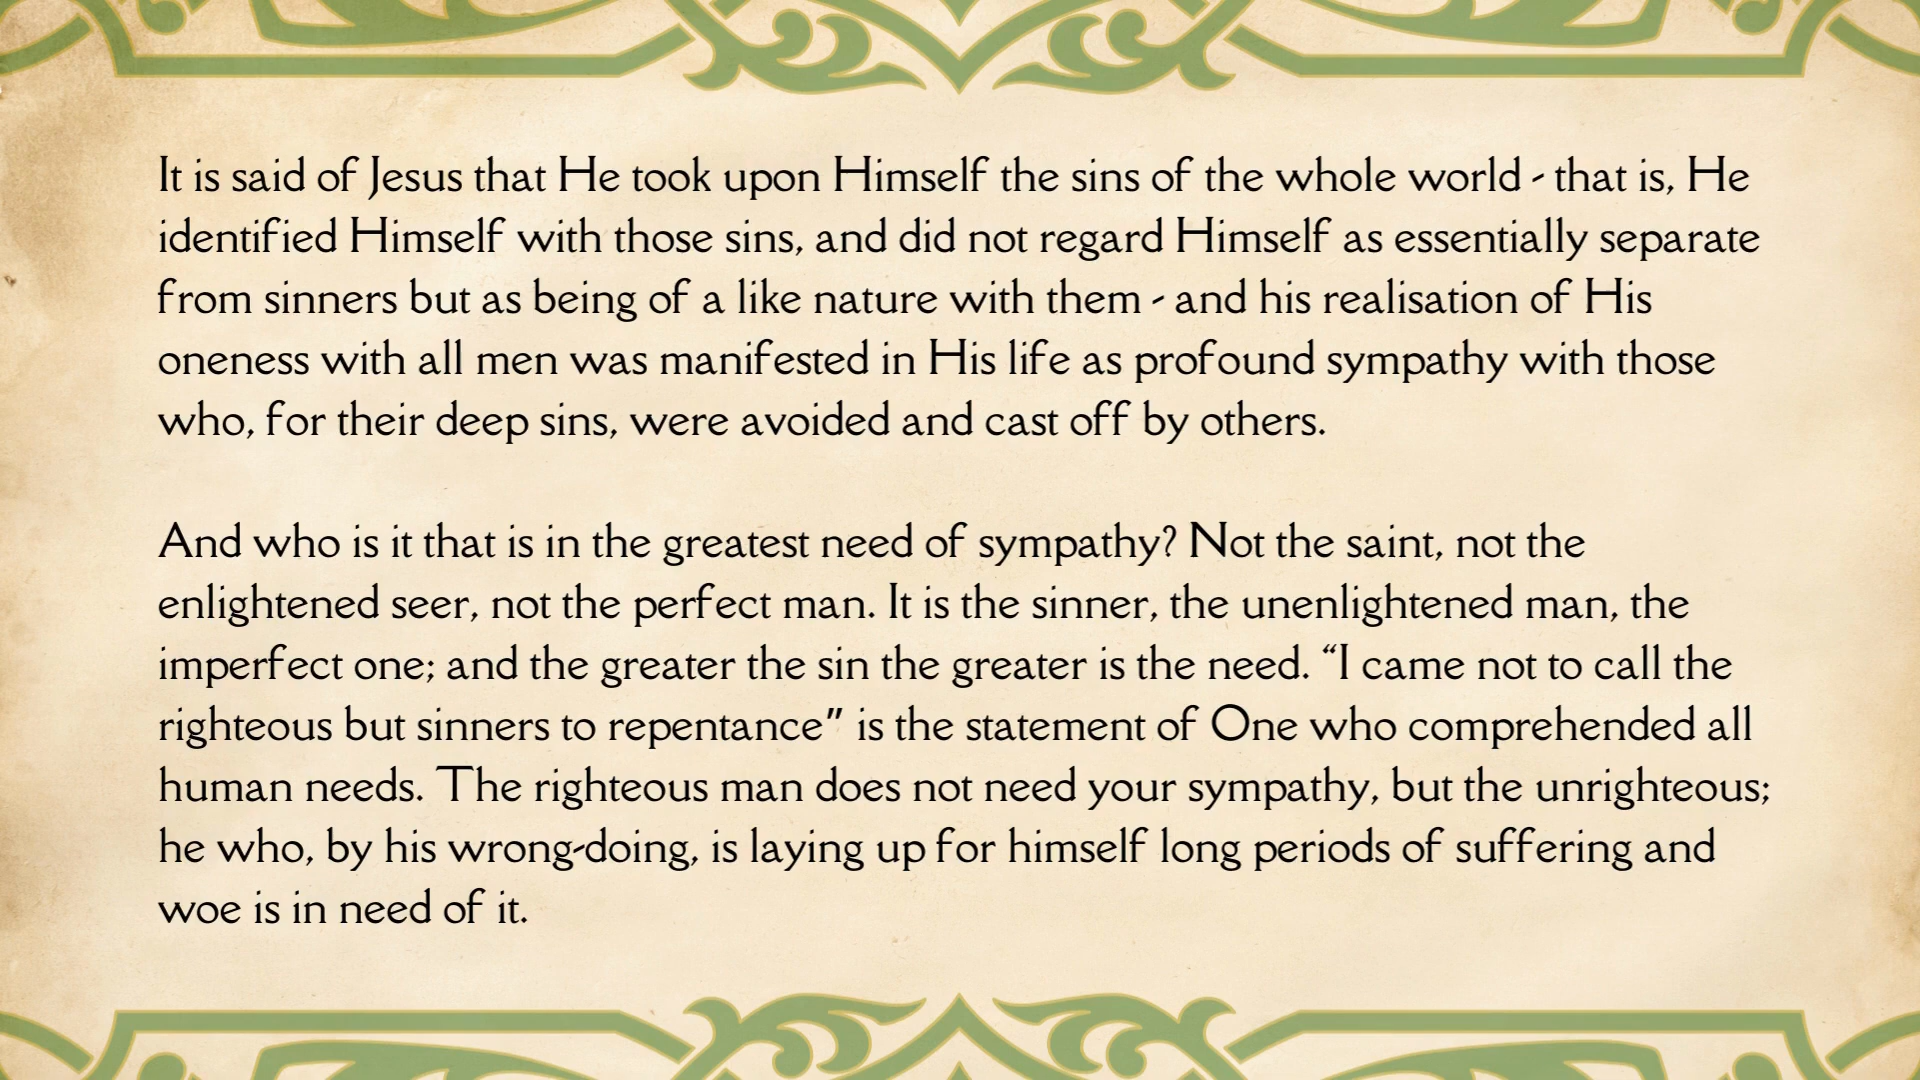 It is said of Jesus that He took upon Himself the sins of the whole world - that is, He
identified Himself with those sins, and did not regard Himself as essentially separate
from sinners but as being of a like nature with them - and his realisation of His
oneness with all men was manifested in His life as profound sympathy with those
who, for their deep sins, were avoided and cast off by others.
And who is it that is in the greatest need of sympathy? Not the saint, not the
enlightened seer, not the perfect man. It is the sinner, the unenlightened man, the
imperfect one; and the greater the sin the greater is the need. “I came not to call the
righteous but sinners to repentance” is the statement of One who comprehended all
human needs. The righteous man does not need your sympathy, but the unrighteous;
he who, by his wrong-doing, is laying up for himself long periods of suffering and
woe is in need of it.